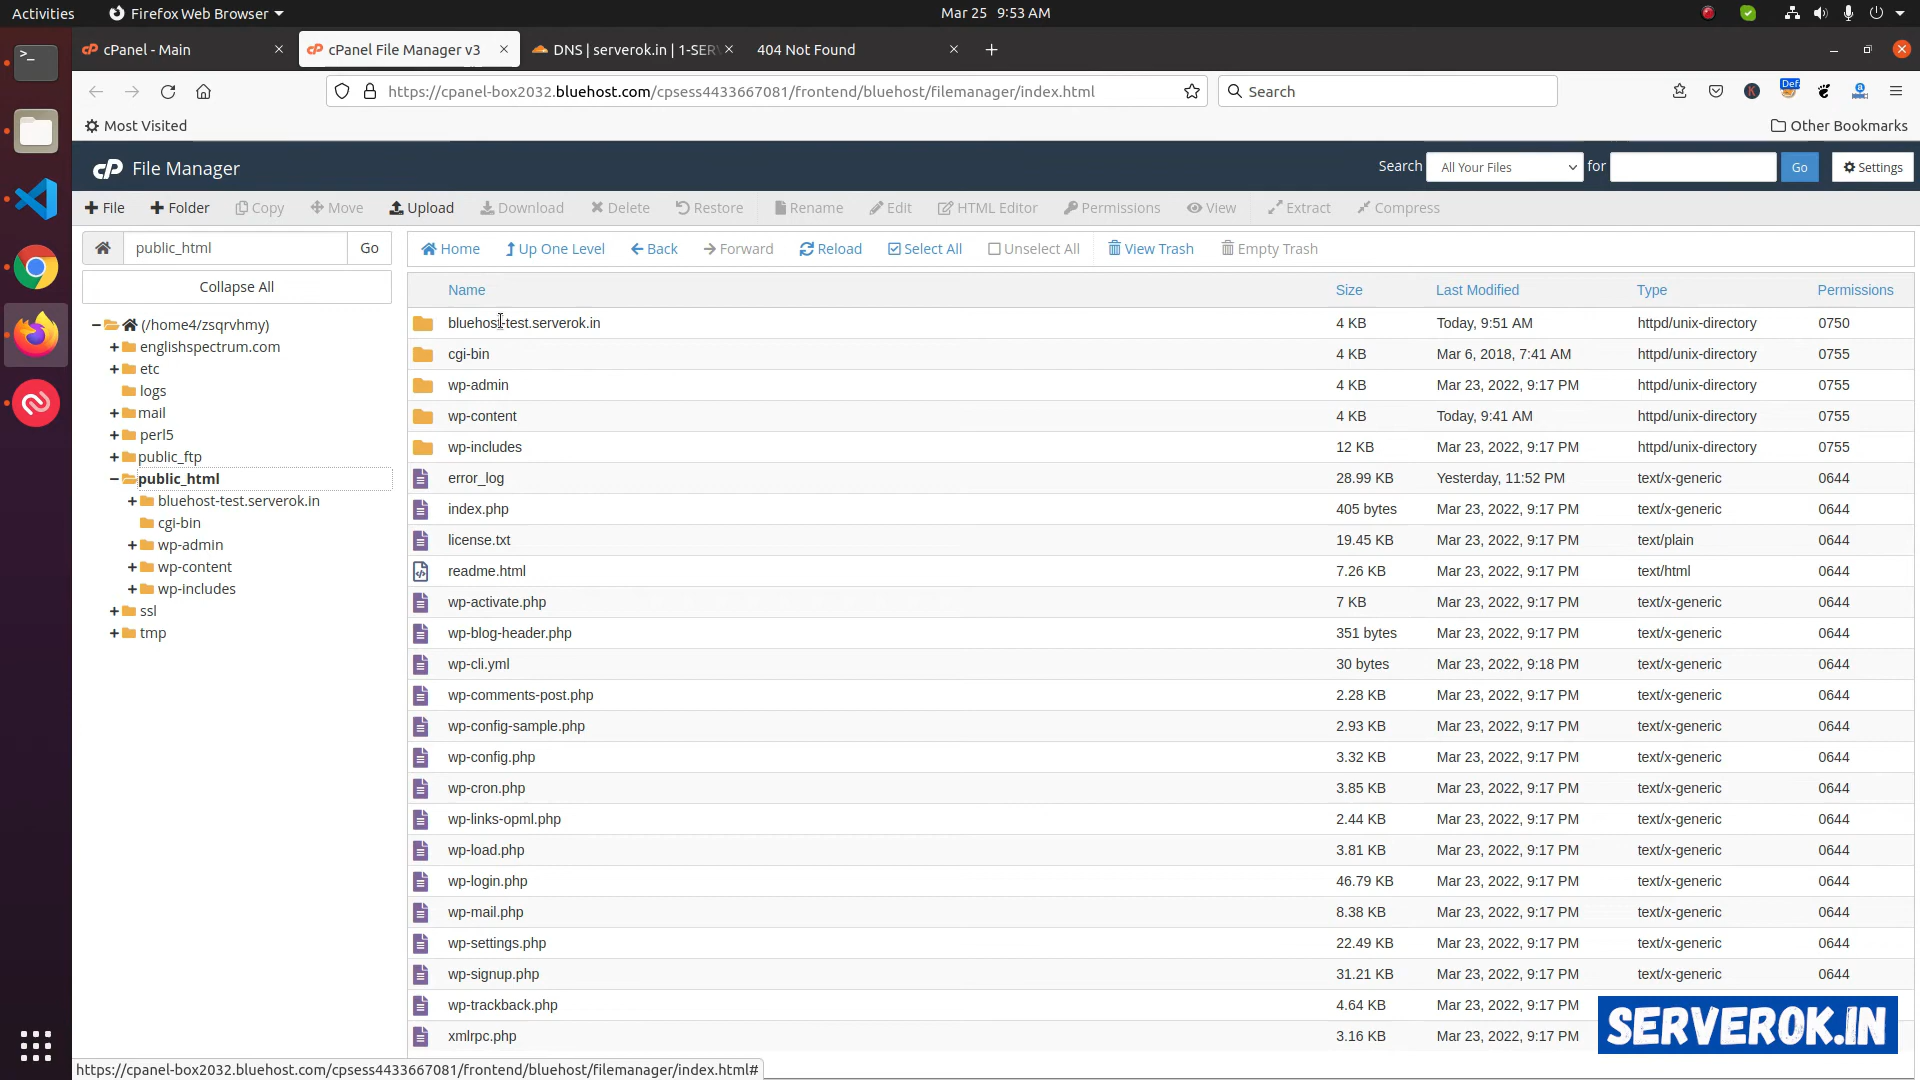 Activities Firefox Web Browser Mar 25 9:53 AM
cPanel - Main cPanel File Manager v3 DNS | serverok.in | 1-SER 404 Not Found
https://cpanel-box2032.bluehost.com/cpsess4433667081/frontend/bluehost/filemanager/index.html Search
Most Visited Other Bookmarks
cP File Manager Search All Your Files for Go Settings
File Folder Copy Move Upload Download Delete Restore Rename Edit HTML Editor Permissions View Extract Compress
public_html Go Home Up One Level Back Forward Reload Select All Unselect All View Trash Empty Trash
Collapse All
(/home4/zsqrvhmy)
englishspectrum.com
etc
logs
mail
perl5
public_ftp
public_html
bluehost-test.serverok.in
cgi-bin
wp-admin
wp-content
wp-includes
ssl
tmp
Name Size Last Modified Type Permissions
bluehost-test.serverok.in 4 KB Today, 9:51 AM httpd/unix-directory 0750
cgi-bin 4 KB Mar 6, 2018, 7:41 AM httpd/unix-directory 0755
wp-admin 4 KB Mar 23, 2022, 9:17 PM httpd/unix-directory 0755
wp-content 4 KB Today, 9:41 AM httpd/unix-directory 0755
wp-includes 12 KB Mar 23, 2022, 9:17 PM httpd/unix-directory 0755
error_log 28.99 KB Yesterday, 11:52 PM text/x-generic 0644
index.php 405 bytes Mar 23, 2022, 9:17 PM text/x-generic 0644
license.txt 19.45 KB Mar 23, 2022, 9:17 PM text/plain 0644
readme.html 7.26 KB Mar 23, 2022, 9:17 PM text/html 0644
wp-activate.php 7 KB Mar 23, 2022, 9:17 PM text/x-generic 0644
wp-blog-header.php 351 bytes Mar 23, 2022, 9:17 PM text/x-generic 0644
wp-cli.yml 30 bytes Mar 23, 2022, 9:18 PM text/x-generic 0644
wp-comments-post.php 2.28 KB Mar 23, 2022, 9:17 PM text/x-generic 0644
wp-config-sample.php 2.93 KB Mar 23, 2022, 9:17 PM text/x-generic 0644
wp-config.php 3.32 KB Mar 23, 2022, 9:17 PM text/x-generic 0644
wp-cron.php 3.85 KB Mar 23, 2022, 9:17 PM text/x-generic 0644
wp-links-opml.php 2.44 KB Mar 23, 2022, 9:17 PM text/x-generic 0644
wp-load.php 3.81 KB Mar 23, 2022, 9:17 PM text/x-generic 0644
wp-login.php 46.79 KB Mar 23, 2022, 9:17 PM text/x-generic 0644
wp-mail.php 8.38 KB Mar 23, 2022, 9:17 PM text/x-generic 0644
wp-settings.php 22.49 KB Mar 23, 2022, 9:17 PM text/x-generic 0644
wp-signup.php 31.21 KB Mar 23, 2022, 9:17 PM text/x-generic 0644
wp-trackback.php 4.64 KB Mar 23, 2022, 9:17 PM
xmlrpc.php 3.16 KB Mar 23, 2022, 9:17 PM
SERVEROK.IN
https://cpanel-box2032.bluehost.com/cpsess4433667081/frontend/bluehost/filemanager/index.html#